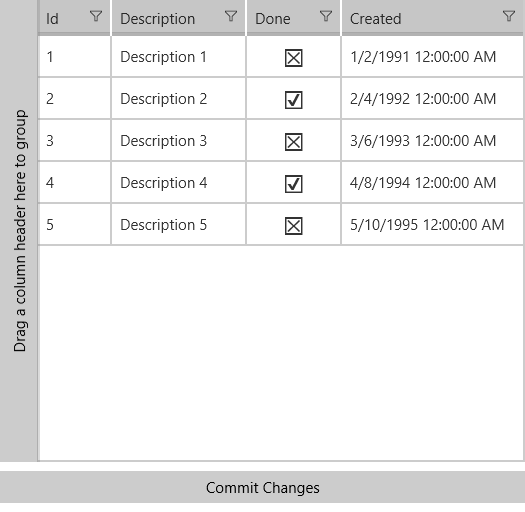 Id Description Done Created
1 Description 1 1/2/1991 12:00:00 AM
2 Description 2 2/4/1992 12:00:00 AM
3 Description 3 3/6/1993 12:00:00 AM
4 Description 4 4/8/1994 12:00:00 AM
5 Description 5 5/10/1995 12:00:00 AM
Drag a column header here to group
Commit Changes